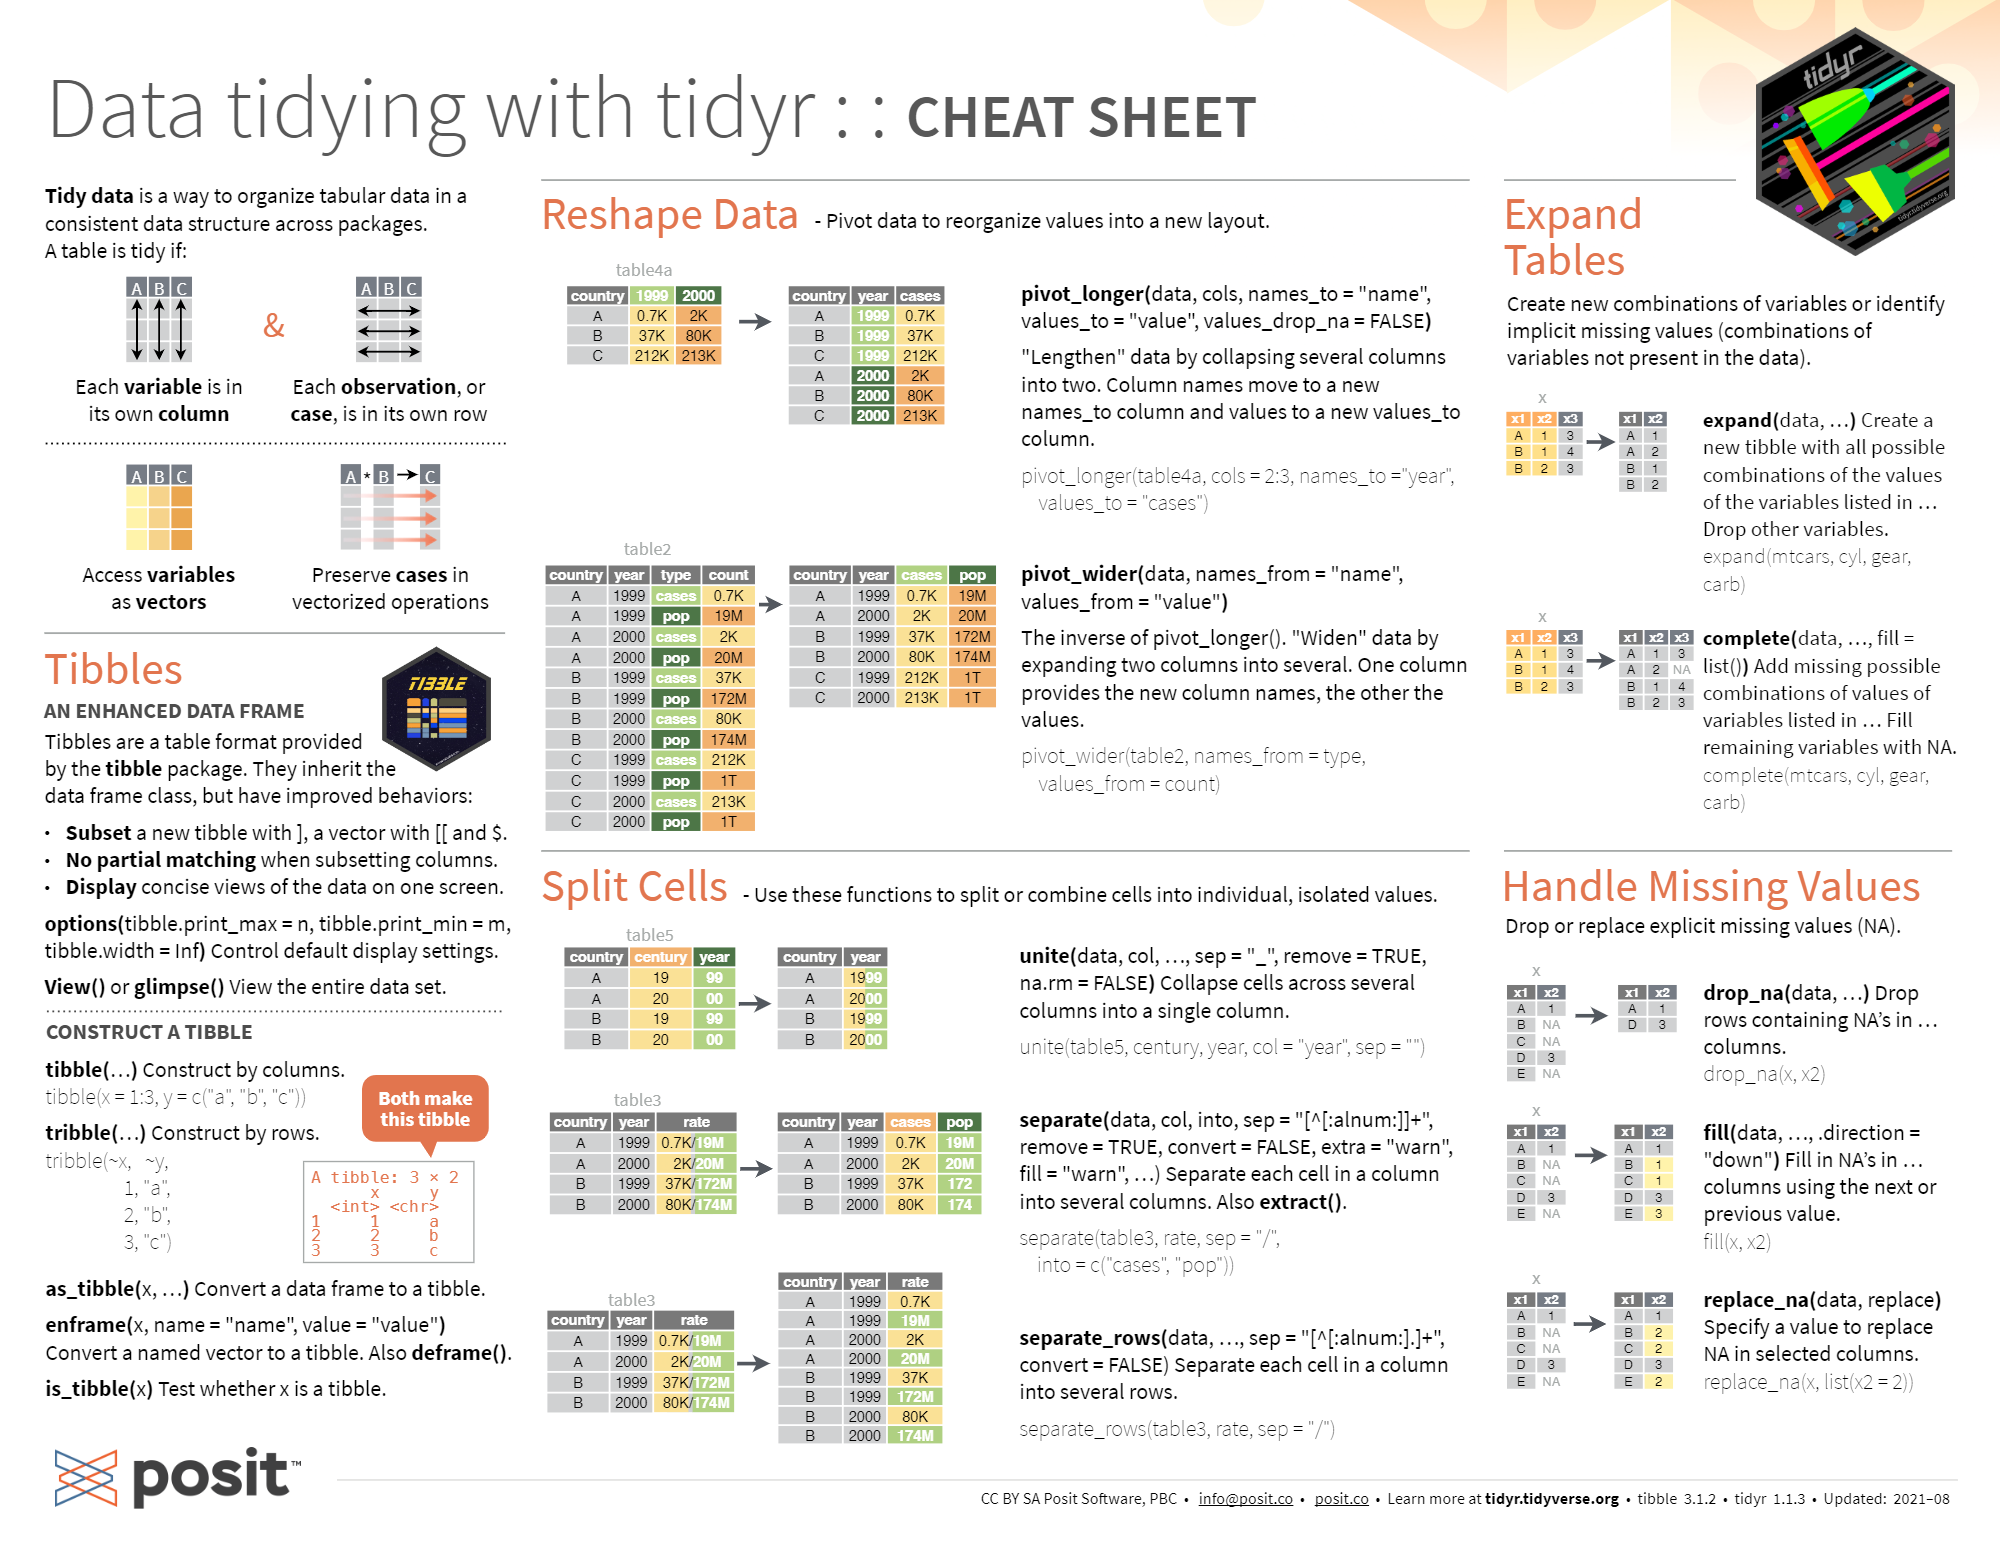 Data tidying with tidyr : : CHEAT SHEET
tidyr
tidyr.tidyverse.org
Tidy data is a way to organize tabular data in a
consistent data structure across packages.
A table is tidy if:
A B C
&
A B C
Each variable is in
its own column
Each observation, or
case, is in its own row
A B C
A * B C
Access variables
as vectors
Preserve cases in
vectorized operations
Tibbles
TIBBLE
AN ENHANCED DATA FRAME
Tibbles are a table format provided
by the tibble package. They inherit the
data frame class, but have improved behaviors:
• Subset a new tibble with ], a vector with [[ and $.
• No partial matching when subsetting columns.
• Display concise views of the data on one screen.
options(tibble.print_max = n, tibble.print_min = m,
tibble.width = Inf) Control default display settings.
View() or glimpse() View the entire data set.
CONSTRUCT A TIBBLE
tibble(…) Construct by columns.
tibble(x = 1:3, y = c("a", "b", "c"))
tribble(…) Construct by rows.
tribble(~x, ~y,
1, "a",
2, "b",
3, "c")
Both make
this tibble
A tibble: 3 × 2
x y
<int> <chr>
1 1 a
2 2 b
3 3 c
as_tibble(x, …) Convert a data frame to a tibble.
enframe(x, name = "name", value = "value")
Convert a named vector to a tibble. Also deframe().
is_tibble(x) Test whether x is a tibble.
Reshape Data - Pivot data to reorganize values into a new layout.
table4a
country 1999 2000
A 0.7K 2K
B 37K 80K
C 212K 213K
country year cases
A 1999 0.7K
B 1999 37K
C 1999 212K
A 2000 2K
B 2000 80K
C 2000 213K
pivot_longer(data, cols, names_to = "name",
values_to = "value", values_drop_na = FALSE)
"Lengthen" data by collapsing several columns
into two. Column names move to a new
names_to column and values to a new values_to
column.
pivot_longer(table4a, cols = 2:3, names_to ="year",
values_to = "cases")
table2
country year type count
A 1999 cases 0.7K
A 1999 pop 19M
A 2000 cases 2K
A 2000 pop 20M
B 1999 cases 37K
B 1999 pop 172M
B 2000 cases 80K
B 2000 pop 174M
C 1999 cases 212K
C 1999 pop 1T
C 2000 cases 213K
C 2000 pop 1T
country year cases pop
A 1999 0.7K 19M
A 2000 2K 20M
B 1999 37K 172M
B 2000 80K 174M
C 1999 212K 1T
C 2000 213K 1T
pivot_wider(data, names_from = "name",
values_from = "value")
The inverse of pivot_longer(). "Widen" data by
expanding two columns into several. One column
provides the new column names, the other the
values.
pivot_wider(table2, names_from = type,
values_from = count)
Split Cells - Use these functions to split or combine cells into individual, isolated values.
table5
country century year
A 19 99
A 20 00
B 19 99
B 20 00
country year
A 1999
A 2000
B 1999
B 2000
unite(data, col, …, sep = "_", remove = TRUE,
na.rm = FALSE) Collapse cells across several
columns into a single column.
unite(table5, century, year, col = "year", sep = "")
table3
country year rate
A 1999 0.7K/19M
A 2000 2K/20M
B 1999 37K/172M
B 2000 80K/174M
country year cases pop
A 1999 0.7K 19M
A 2000 2K 20M
B 1999 37K 172
B 2000 80K 174
separate(data, col, into, sep = "[^[:alnum:]]+",
remove = TRUE, convert = FALSE, extra = "warn",
fill = "warn", …) Separate each cell in a column
into several columns. Also extract().
separate(table3, rate, sep = "/",
into = c("cases", "pop"))
table3
country year rate
A 1999 0.7K/19M
A 2000 2K/20M
B 1999 37K/172M
B 2000 80K/174M
country year rate
A 1999 0.7K
A 1999 19M
A 2000 2K
A 2000 20M
B 1999 37K
B 1999 172M
B 2000 80K
B 2000 174M
separate_rows(data, …, sep = "[^[:alnum:].]+",
convert = FALSE) Separate each cell in a column
into several rows.
separate_rows(table3, rate, sep = "/")
Expand
Tables
Create new combinations of variables or identify
implicit missing values (combinations of
variables not present in the data).
x
x1 x2 x3
A 1 3
B 1 4
B 2 3
x1 x2
A 1
A 2
B 1
B 2
expand(data, …) Create a
new tibble with all possible
combinations of the values
of the variables listed in …
Drop other variables.
expand(mtcars, cyl, gear,
carb)
x
x1 x2 x3
A 1 3
B 1 4
B 2 3
x1 x2 x3
A 1 3
A 2 NA
B 1 4
B 2 3
complete(data, …, fill =
list()) Add missing possible
combinations of values of
variables listed in … Fill
remaining variables with NA.
complete(mtcars, cyl, gear,
carb)
Handle Missing Values
Drop or replace explicit missing values (NA).
x
x1 x2
A 1
B NA
C NA
D 3
E NA
x1 x2
A 1
D 3
drop_na(data, …) Drop
rows containing NA’s in …
columns.
drop_na(x, x2)
x
x1 x2
A 1
B NA
C NA
D 3
E NA
x1 x2
A 1
B 1
C 1
D 3
E 3
fill(data, …, .direction =
"down") Fill in NA’s in …
columns using the next or
previous value.
fill(x, x2)
x
x1 x2
A 1
B NA
C NA
D 3
E NA
x1 x2
A 1
B 2
C 2
D 3
E 2
replace_na(data, replace)
Specify a value to replace
NA in selected columns.
replace_na(x, list(x2 = 2))
posit™
CC BY SA Posit Software, PBC • info@posit.co • posit.co • Learn more at tidyr.tidyverse.org • tibble 3.1.2 • tidyr 1.1.3 • Updated: 2021–08